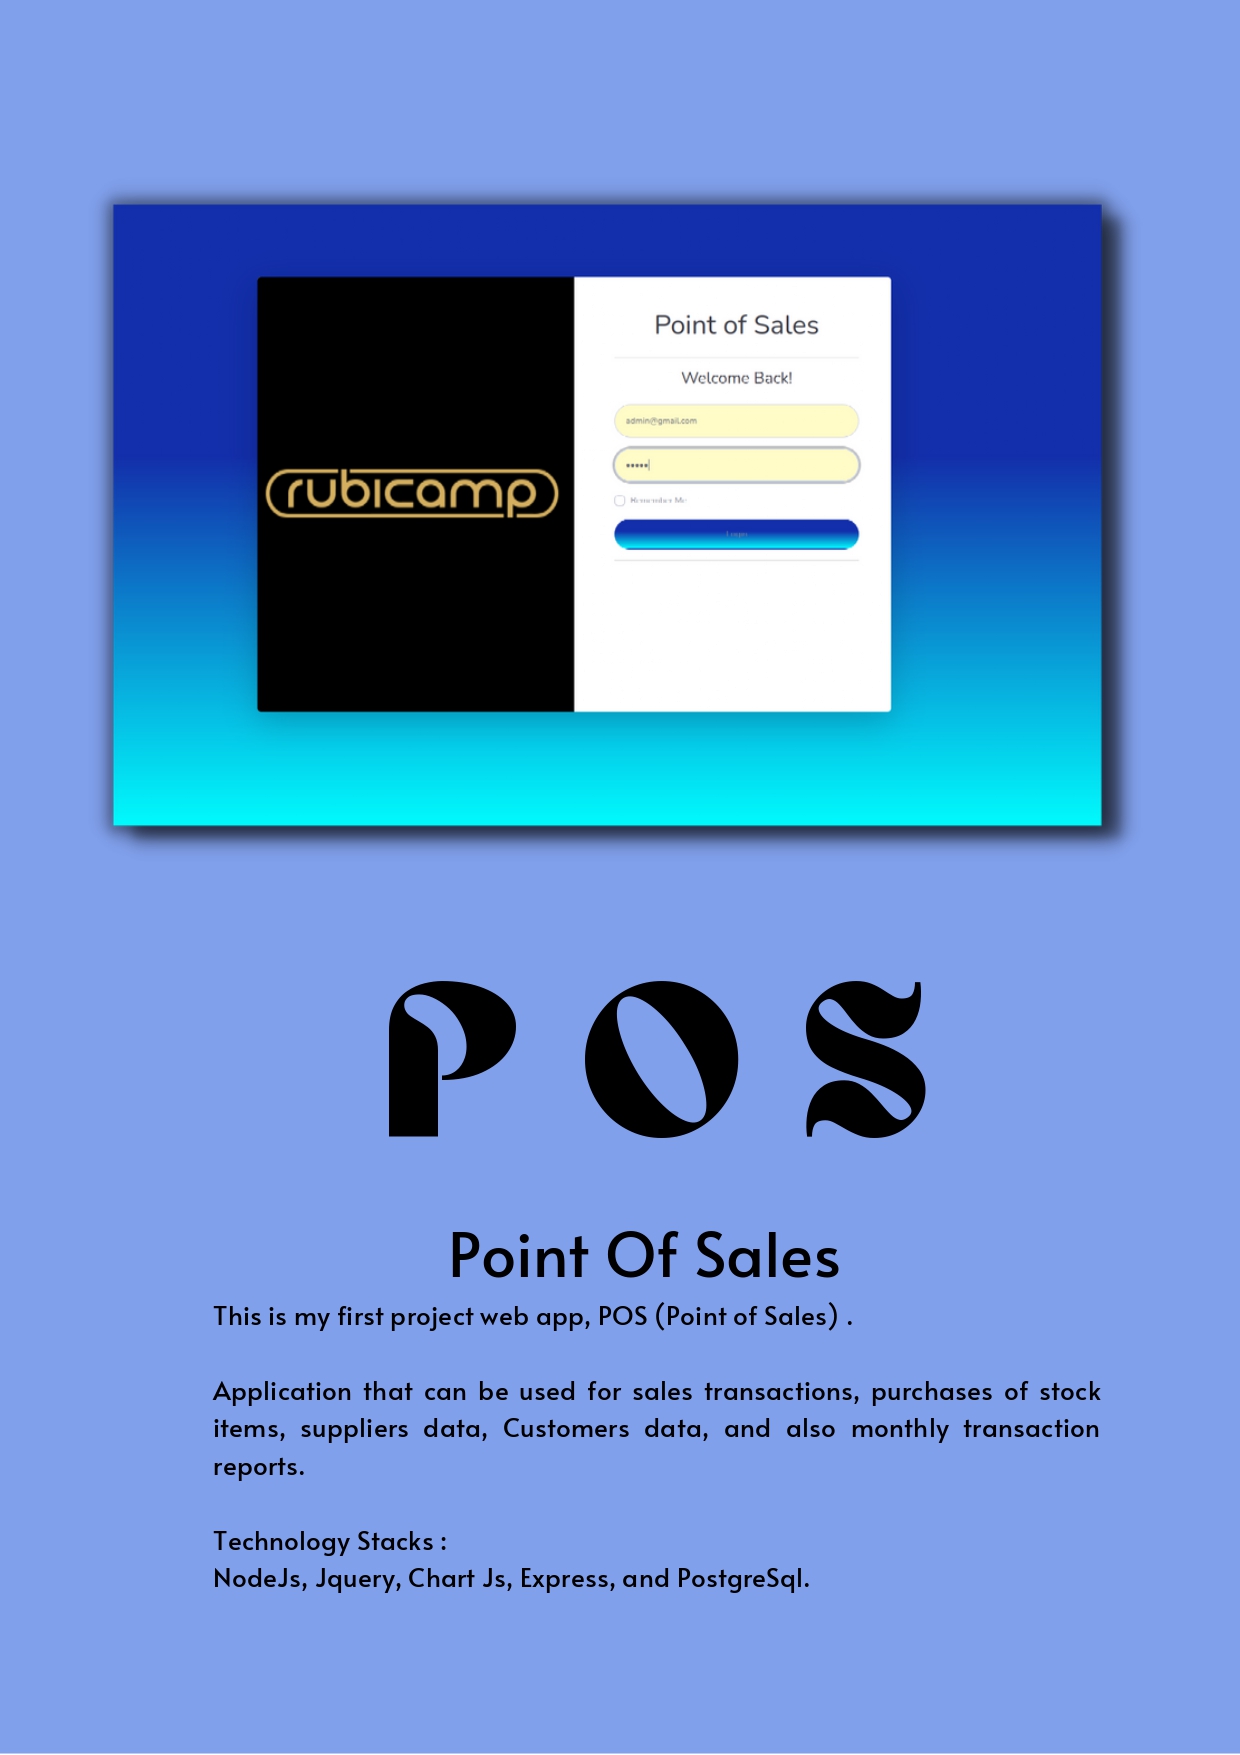 Point of Sales
Welcome Back!
admin@gmail.com
rubicamp
Remember Me
Login
POS
Point Of Sales
This is my first project web app, POS (Point of Sales) .
Application that can be used for sales transactions, purchases of stock
items, suppliers data, Customers data, and also monthly transaction
reports.
Technology Stacks :
NodeJs, Jquery, Chart Js, Express, and PostgreSql.